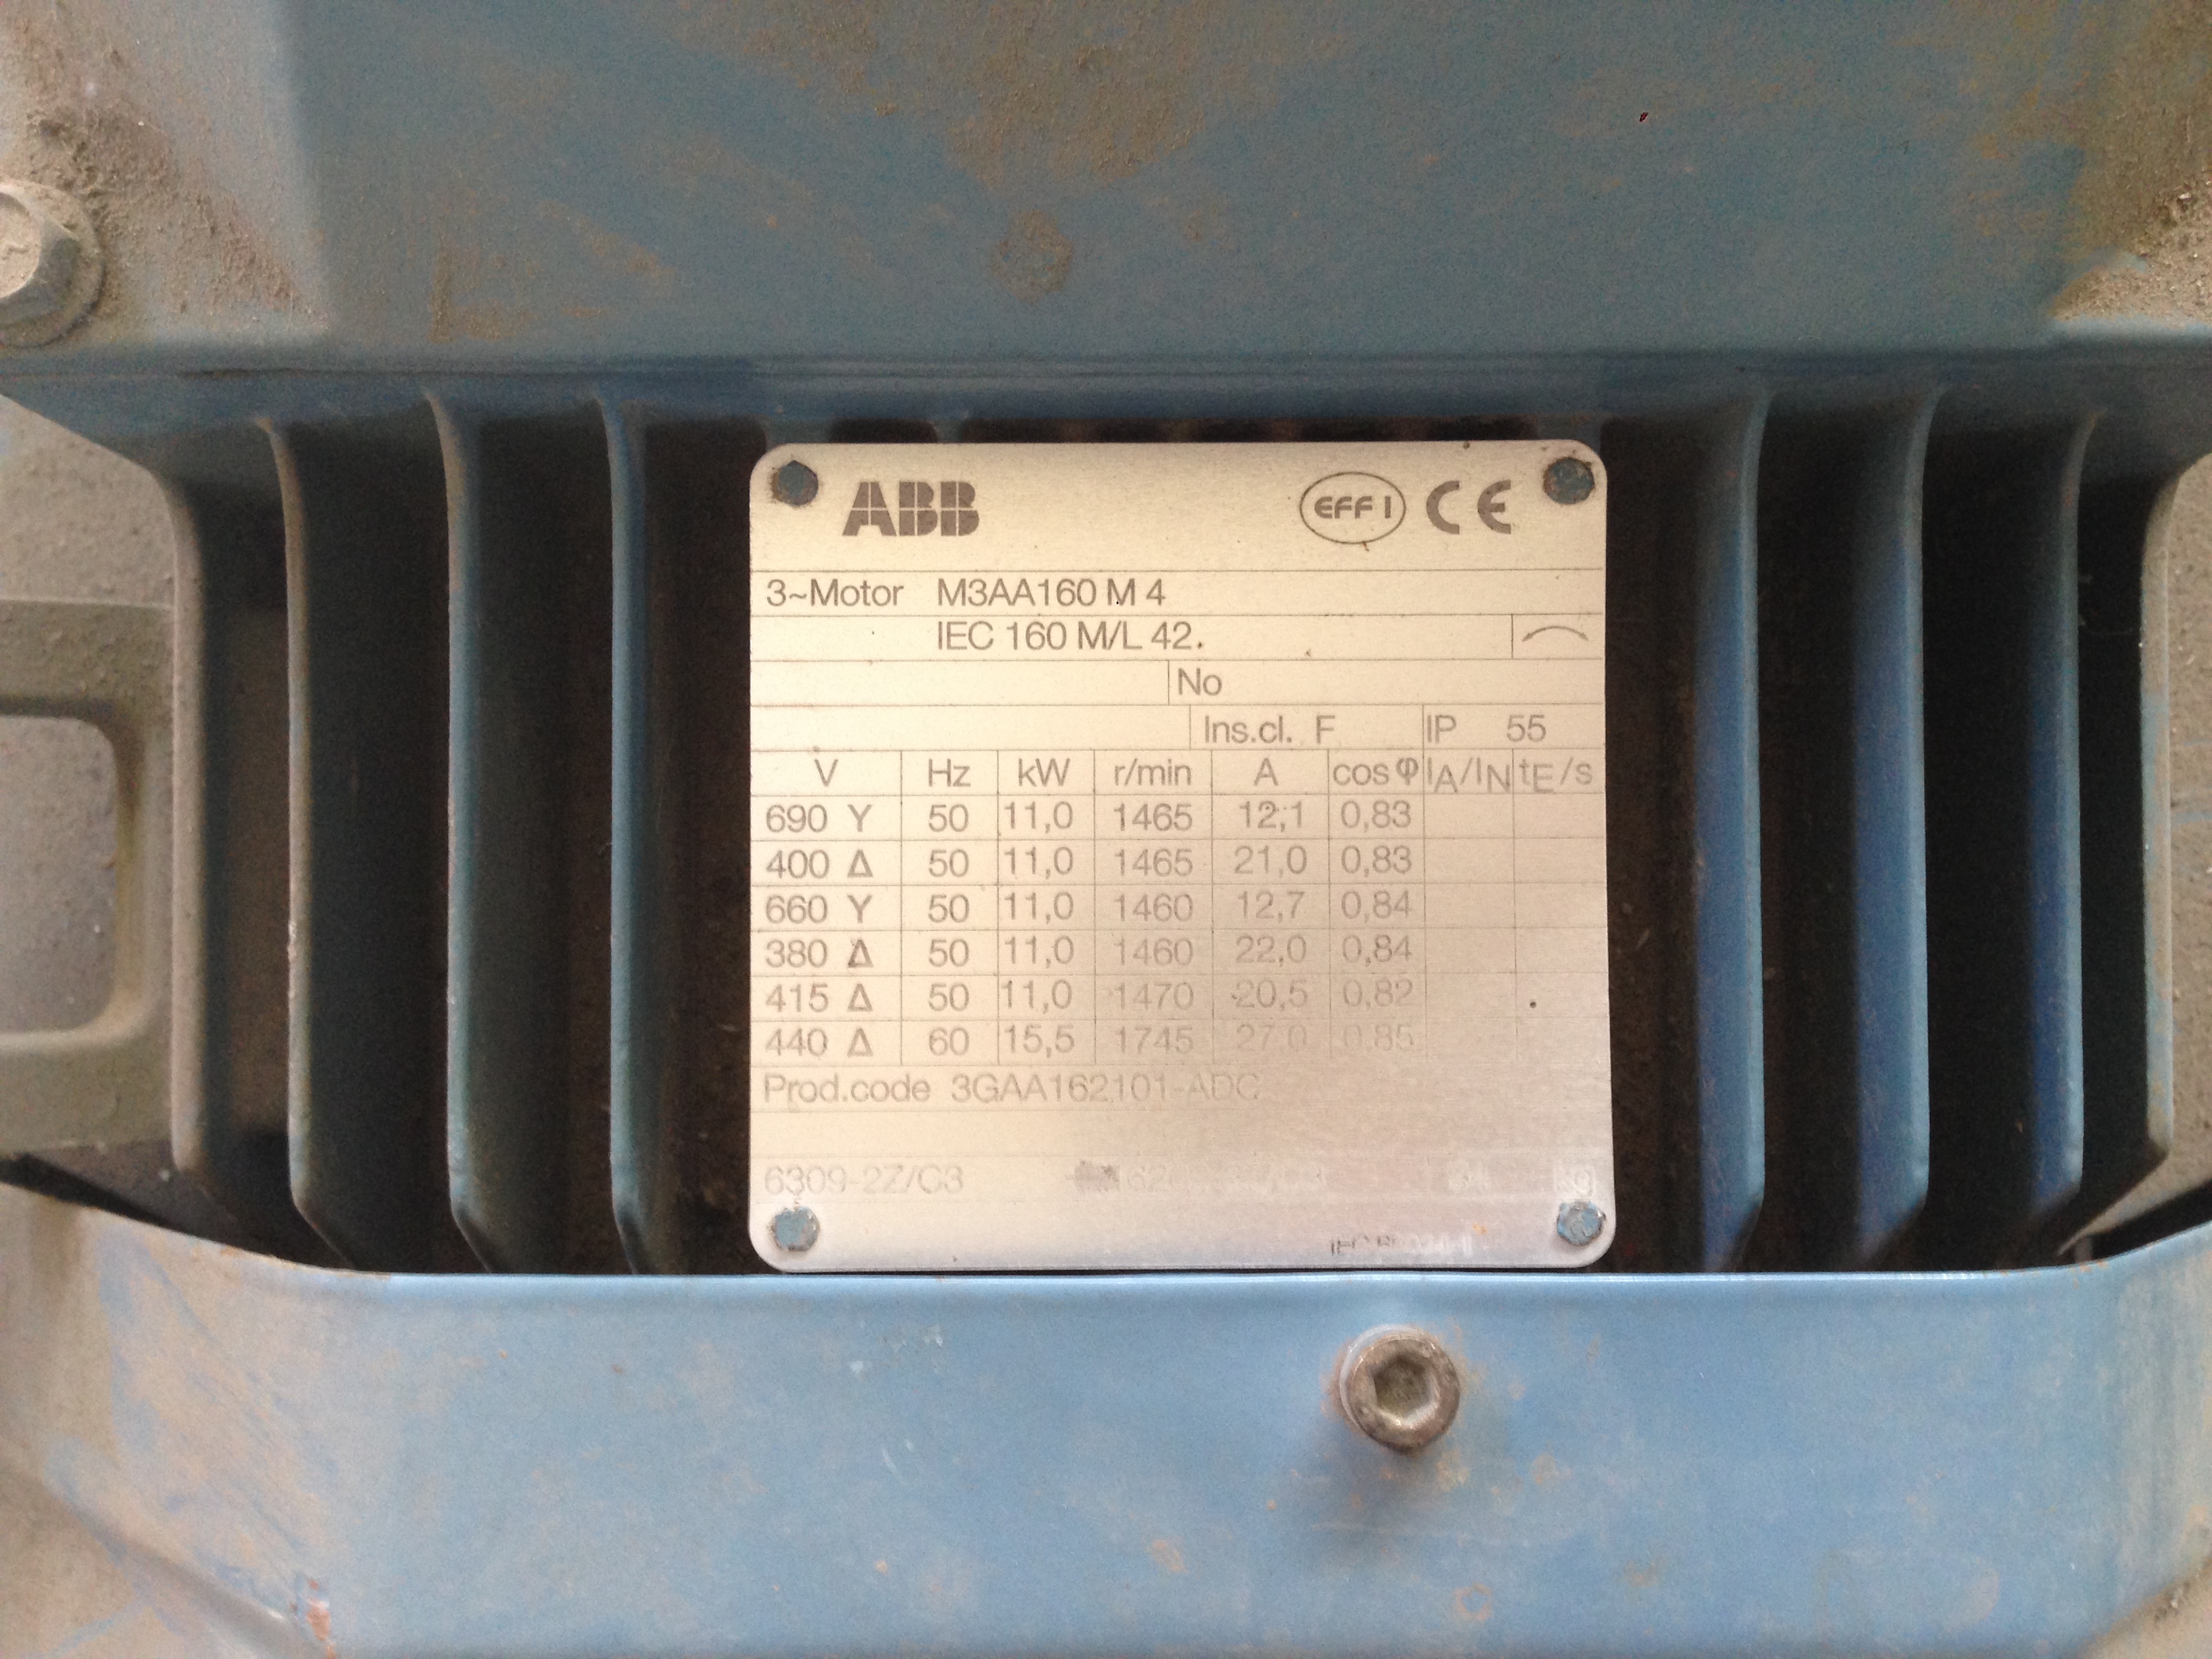 ABB EFF1 CE
3~Motor M3AA160 M 4
IEC 160 M/L 42.
No
Ins.cl. F IP 55
V Hz kW r/min A cos φ IA/IN tE/s
690 Y 50 11,0 1465 12,1 0,83
400 Δ 50 11,0 1465 21,0 0,83
660 Y 50 11,0 1460 12,7 0,84
380 Δ 50 11,0 1460 22,0 0,84
415 Δ 50 11,0 1470 20,5 0,82
440 Δ 60 15,5 1745 27,0 0,85
Prod.code 3GAA162101-ADC
6309-2Z/C3 kg
IEC